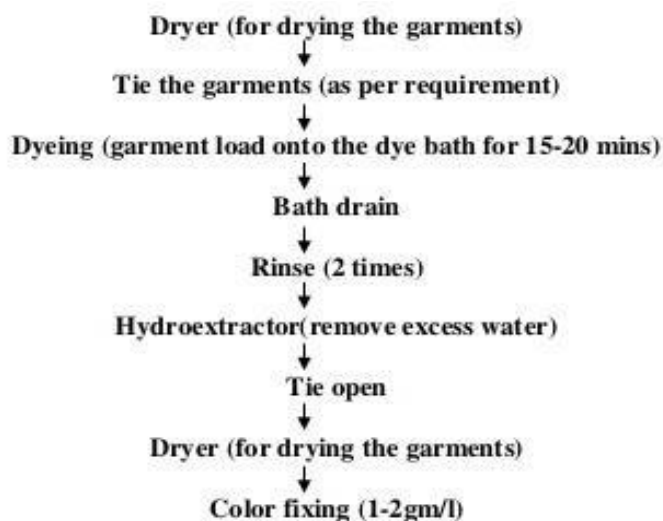 Dryer (for drying the garments)
Tie the garments (as per requirement)
Dyeing (garment load onto the dye bath for 15-20 mins)
Bath drain
Rinse (2 times)
Hydroextractor(remove excess water)
Tie open
Dryer (for drying the garments)
Color fixing (1-2gm/l)